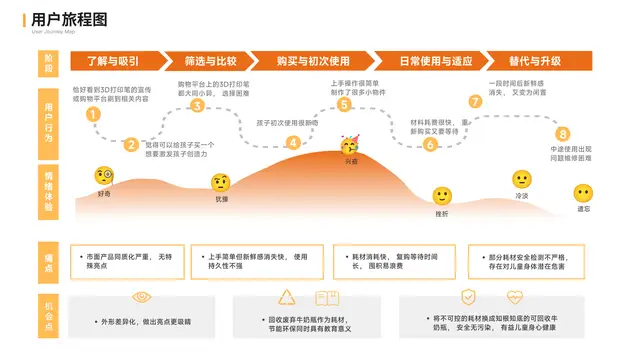 用户旅程图
User Journey Map
阶段
了解与吸引
筛选与比较
购买与初次使用
日常使用与适应
替代与升级
用户行为
恰好看到3D打印笔的宣传
或购物平台刷到相关内容
1
觉得可以给孩子买一个
想要激发孩子创造力
2
购物平台上的3D打印笔
都大同小异，选择困难
3
孩子初次使用很新奇
4
上手操作很简单
制作了很多小物件
5
材料耗费很快，重
新购买又要等待
6
一段时间后新鲜感
消失，又变为闲置
7
8
中途使用出现
问题维修困难
情绪体验
好奇
犹豫
兴奋
挫折
冷淡
遗忘
痛点
• 市面产品同质化严重，无特
殊亮点
• 上手简单但新鲜感消失快，使用
持久性不强
• 耗材消耗快，复购等待时间
长，囤积易浪费
• 部分耗材安全检测不严格，
存在对儿童身体潜在危害
机会点
• 外形差异化，做出亮点更吸睛
• 回收废弃牛奶瓶作为耗材，
节能环保同时具有教育意义
• 将不可控的耗材换成知根知底的可回收牛
奶瓶，安全无污染，有益儿童身心健康